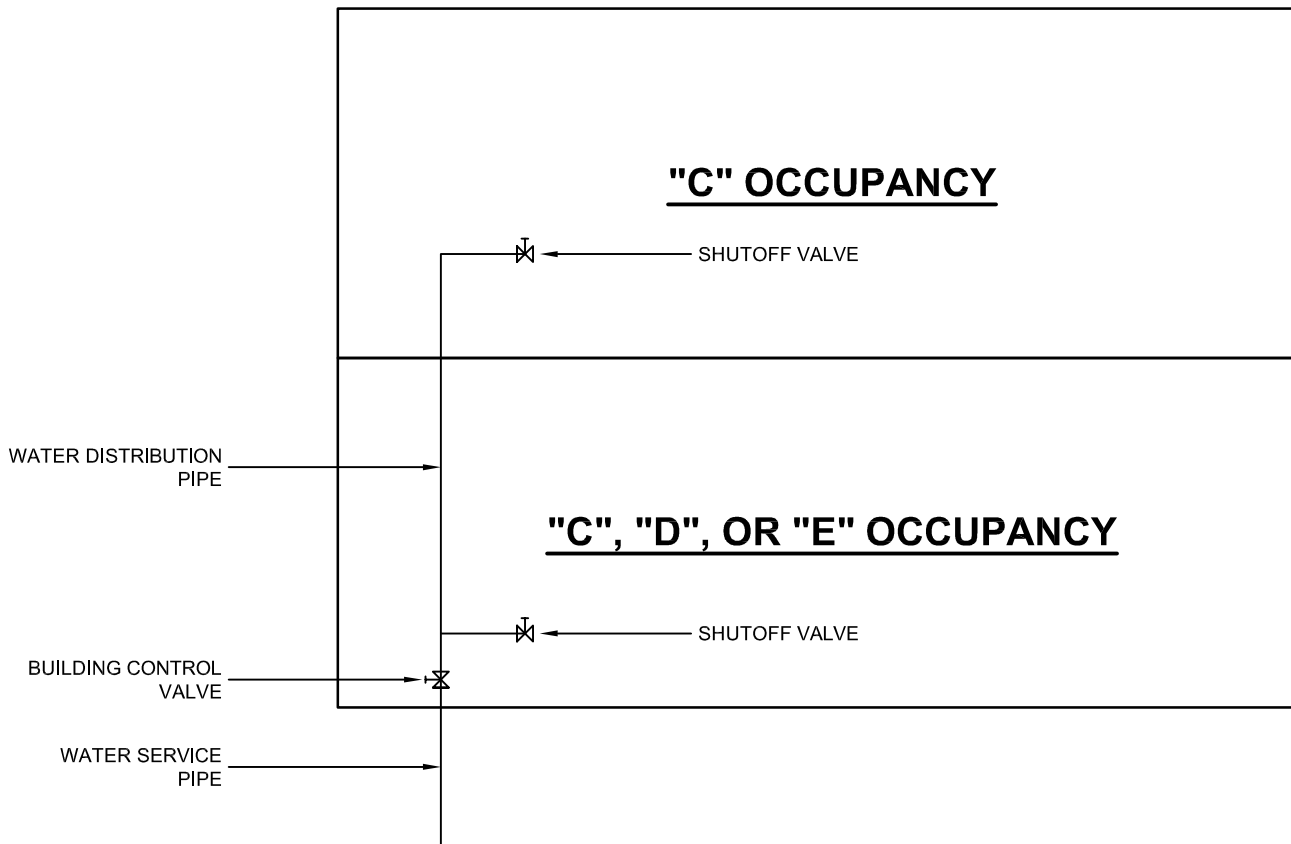 "C" OCCUPANCY
SHUTOFF VALVE
WATER DISTRIBUTION
PIPE
"C", "D", OR "E" OCCUPANCY
SHUTOFF VALVE
BUILDING CONTROL
VALVE
WATER SERVICE
PIPE